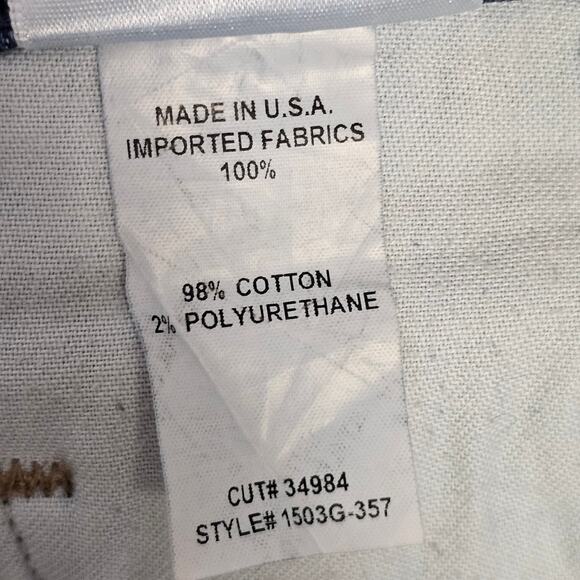 MADE IN U.S.A.
IMPORTED FABRICS
100%
98% COTTON
2% POLYURETHANE
CUT# 34984
STYLE# 1503G-357